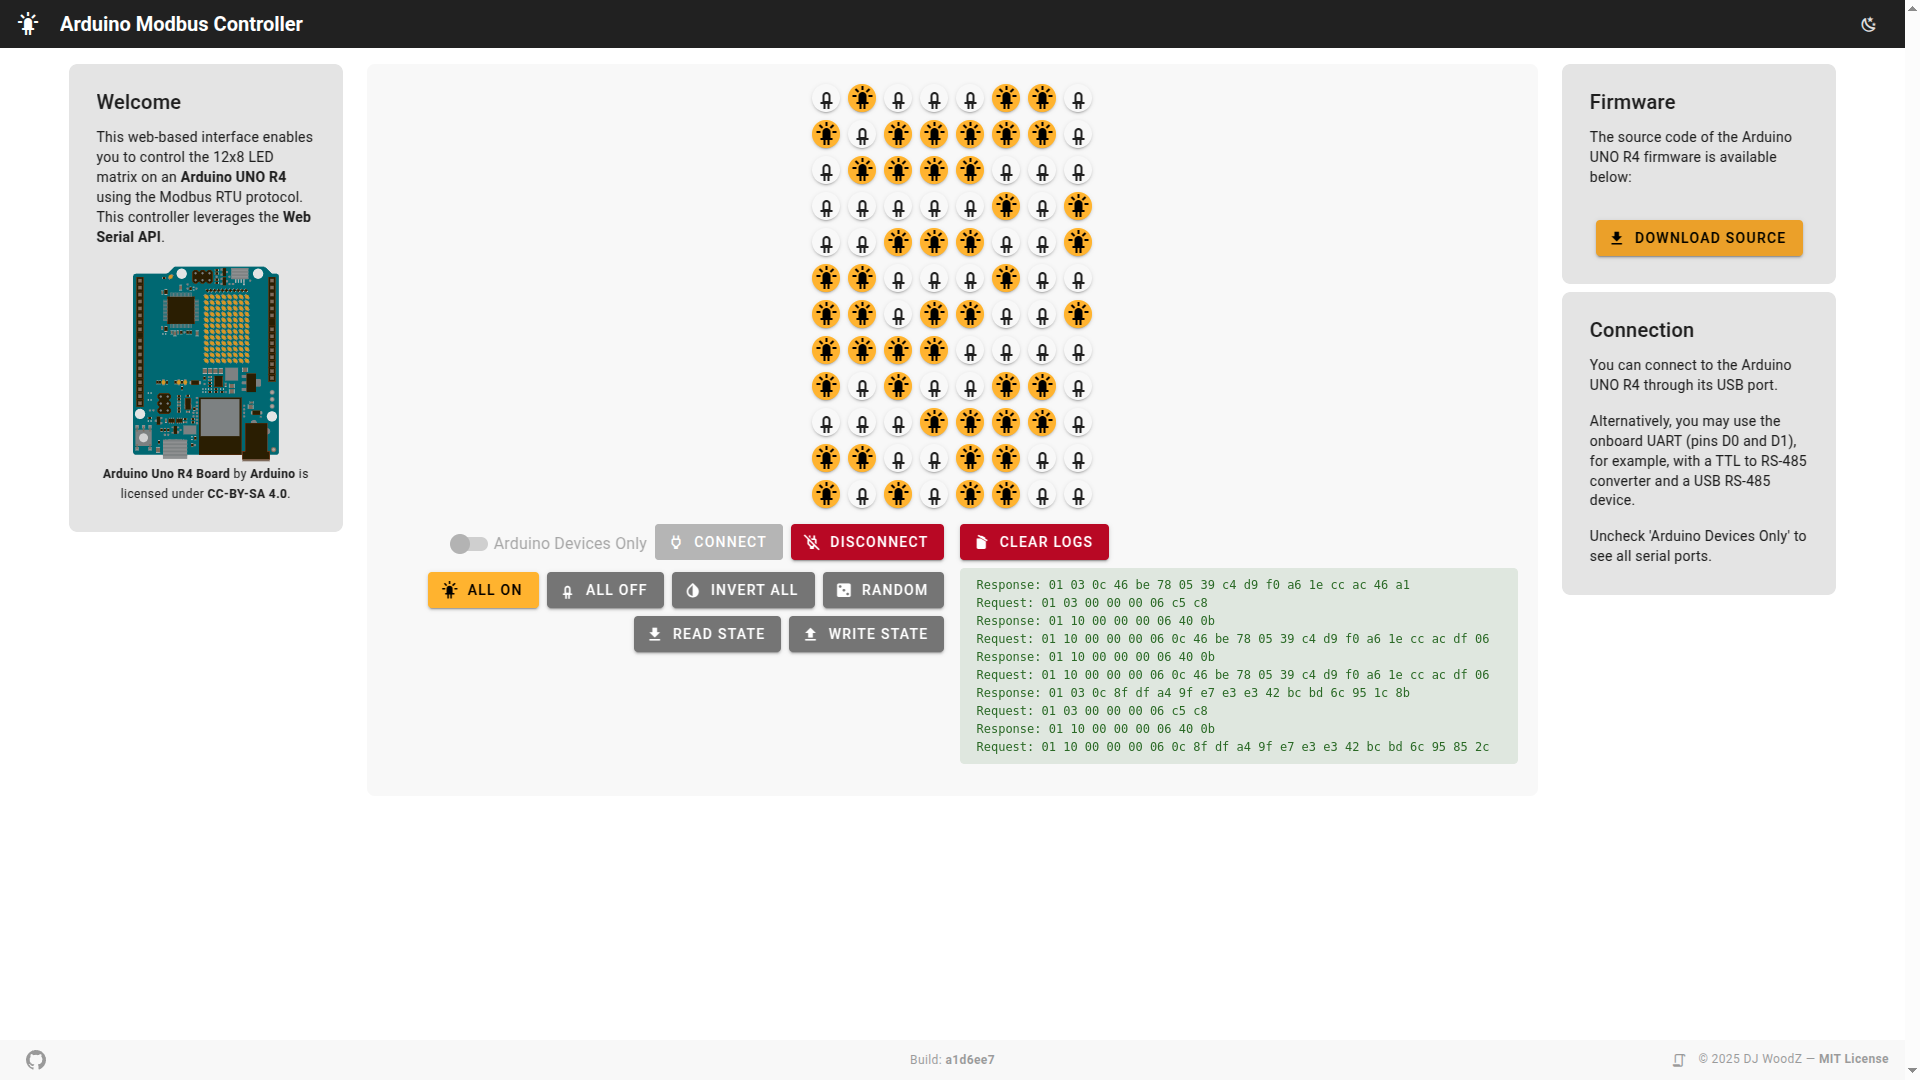 Arduino Modbus Controller
Welcome
This web-based interface enables
you to control the 12x8 LED
matrix on an Arduino UNO R4
using the Modbus RTU protocol.
This controller leverages the Web
Serial API.
Arduino Uno R4 Board by Arduino is
licensed under CC-BY-SA 4.0.
Arduino Devices Only
CONNECT
DISCONNECT
CLEAR LOGS
ALL ON
ALL OFF
INVERT ALL
RANDOM
READ STATE
WRITE STATE
Response: 01 03 0c 46 be 78 05 39 c4 d9 f0 a6 1e cc ac 46 a1
Request: 01 03 00 00 00 06 c5 c8
Response: 01 10 00 00 00 06 40 0b
Request: 01 10 00 00 00 06 0c 46 be 78 05 39 c4 d9 f0 a6 1e cc ac df 06
Response: 01 10 00 00 00 06 40 0b
Request: 01 10 00 00 00 06 0c 46 be 78 05 39 c4 d9 f0 a6 1e cc ac df 06
Response: 01 03 0c 8f df a4 9f e7 e3 e3 42 bc bd 6c 95 1c 8b
Request: 01 03 00 00 00 06 c5 c8
Response: 01 10 00 00 00 06 40 0b
Request: 01 10 00 00 00 06 0c 8f df a4 9f e7 e3 e3 42 bc bd 6c 95 85 2c
Firmware
The source code of the Arduino
UNO R4 firmware is available
below:
DOWNLOAD SOURCE
Connection
You can connect to the Arduino
UNO R4 through its USB port.
Alternatively, you may use the
onboard UART (pins D0 and D1),
for example, with a TTL to RS-485
converter and a USB RS-485
device.
Uncheck 'Arduino Devices Only' to
see all serial ports.
Build: a1d6ee7
© 2025 DJ WoodZ — MIT License